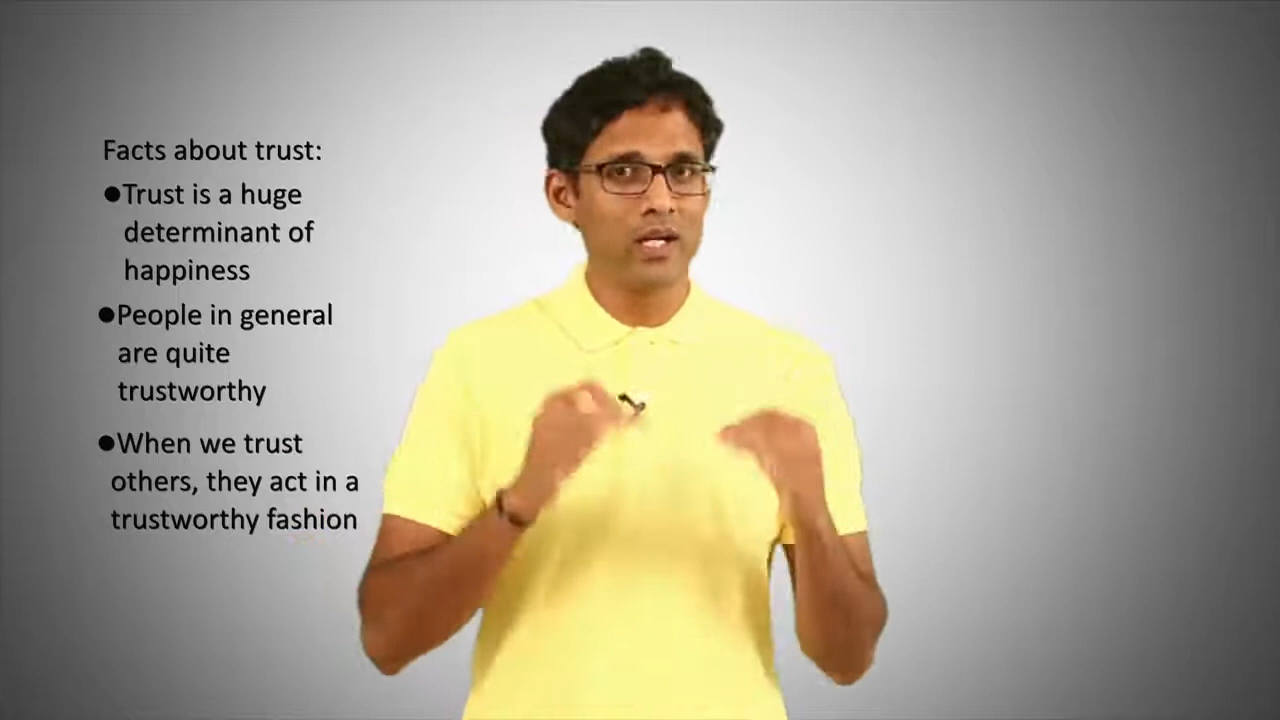 Facts about trust:
●Trust is a huge
determinant of
happiness
●People in general
are quite
trustworthy
●When we trust
others, they act in a
trustworthy fashion